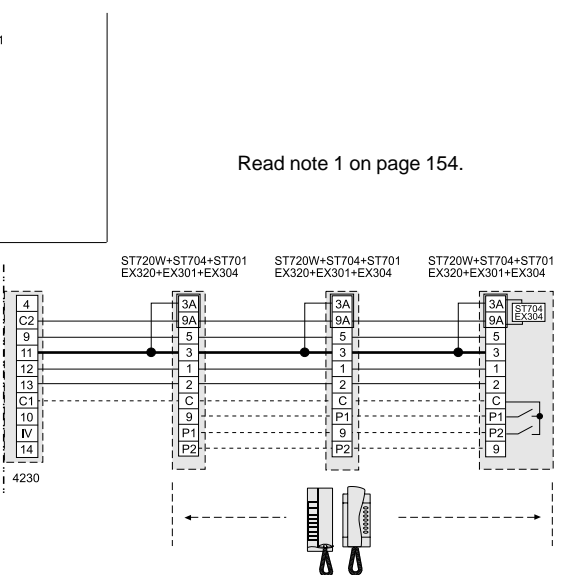 1
Read note 1 on page 154.
ST720W+ST704+ST701
EX320+EX301+EX304
ST720W+ST704+ST701
EX320+EX301+EX304
ST720W+ST704+ST701
EX320+EX301+EX304
4
C2
9
11
12
13
C1
10
IV
14
4230
3A
9A
5
3
1
2
C
9
P1
P2
3A
9A
5
3
1
2
C
P1
9
P2
3A
9A
5
3
1
2
C
P1
P2
9
ST704
EX304